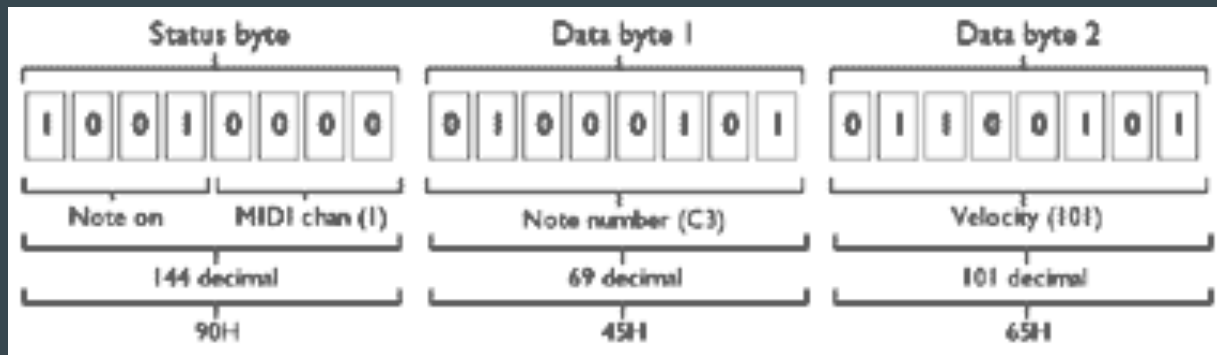 Status byte Data byte 1 Data byte 2
1 0 0 1 0 0 0 0 0 1 0 0 0 1 0 1 0 1 1 0 0 1 0 1
Note on MIDI chan (1) Note number (C3) Velocity (101)
144 decimal 69 decimal 101 decimal
90H 45H 65H